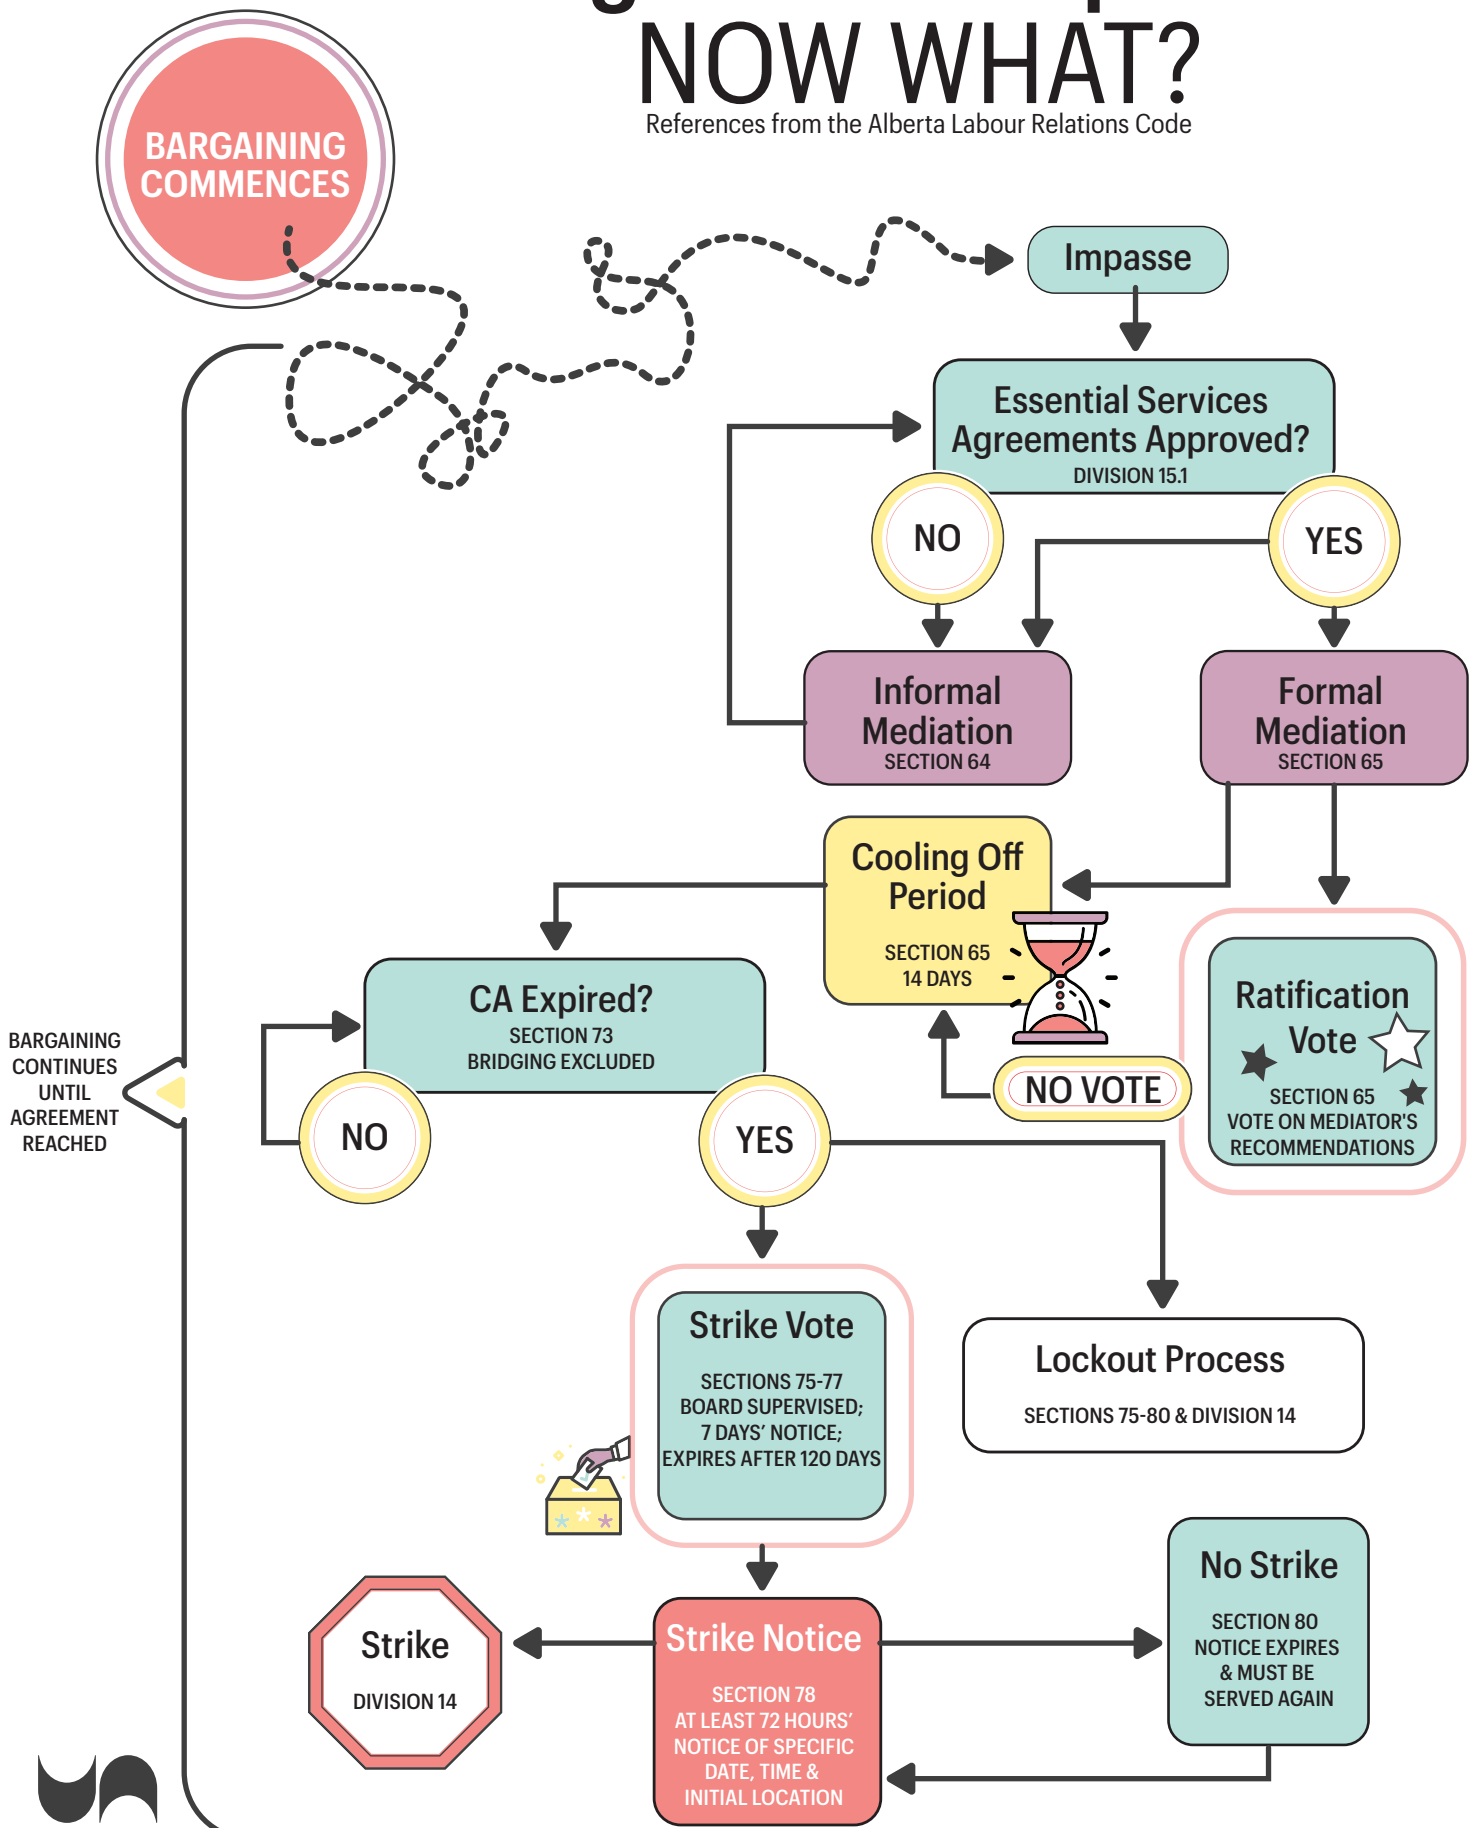 NOW WHAT?
References from the Alberta Labour Relations Code
BARGAINING
COMMENCES
Impasse
Essential Services
Agreements Approved?
DIVISION 15.1
NO
YES
Informal
Mediation
SECTION 64
Formal
Mediation
SECTION 65
Cooling Off
Period
SECTION 65
14 DAYS
CA Expired?
SECTION 73
BRIDGING EXCLUDED
NO
YES
NO VOTE
Ratification
Vote
SECTION 65
VOTE ON MEDIATOR'S
RECOMMENDATIONS
BARGAINING
CONTINUES
UNTIL
AGREEMENT
REACHED
Strike Vote
SECTIONS 75-77
BOARD SUPERVISED;
7 DAYS’ NOTICE;
EXPIRES AFTER 120 DAYS
Lockout Process
SECTIONS 75-80 & DIVISION 14
Strike
DIVISION 14
Strike Notice
SECTION 78
AT LEAST 72 HOURS’
NOTICE OF SPECIFIC
DATE, TIME &
INITIAL LOCATION
No Strike
SECTION 80
NOTICE EXPIRES
& MUST BE
SERVED AGAIN